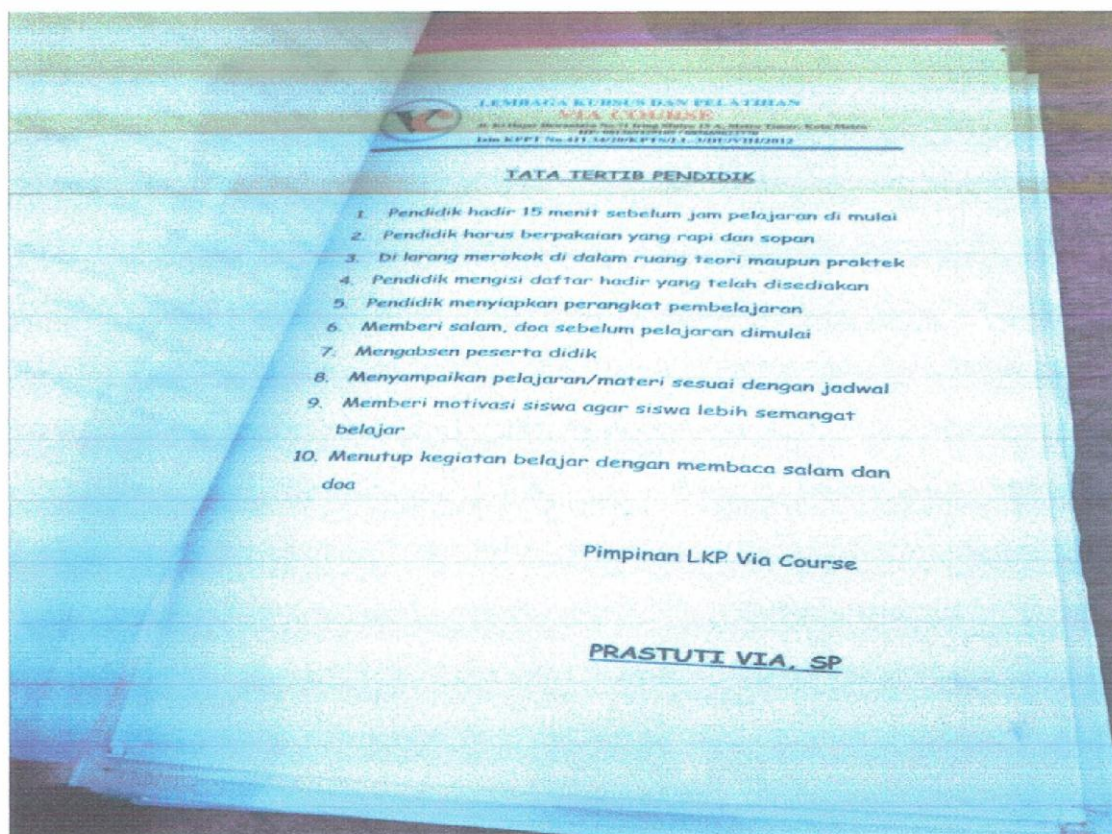 LEMBAGA KURSUS DAN PELATIHAN
VIA COURSE
Metro Timur, Kota Metro
TATA TERTIB PENDIDIK
1. Pendidik hadir 15 menit sebelum jam pelajaran di mulai
2. Pendidik harus berpakaian yang rapi dan sopan
3. Di larang merokok di dalam ruang teori maupun praktek
4. Pendidik mengisi daftar hadir yang telah disediakan
5. Pendidik menyiapkan perangkat pembelajaran
6. Memberi salam, doa sebelum pelajaran dimulai
7. Mengabsen peserta didik
8. Menyampaikan pelajaran/materi sesuai dengan jadwal
9. Memberi motivasi siswa agar siswa lebih semangat
belajar
10. Menutup kegiatan belajar dengan membaca salam dan
doa
Pimpinan LKP Via Course
PRASTUTI VIA, SP